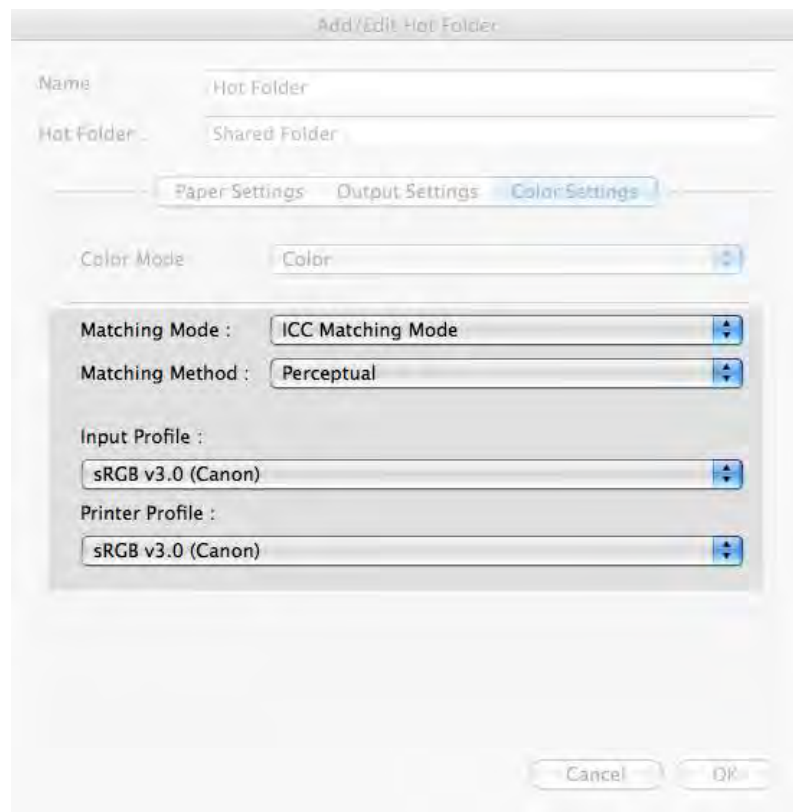 Add/Edit Hot Folder
Name Hot Folder
Hot Folder : Shared Folder
Paper Settings Output Settings Color Settings
Color Mode Color
Matching Mode : ICC Matching Mode
Matching Method : Perceptual
Input Profile :
sRGB v3.0 (Canon)
Printer Profile :
sRGB v3.0 (Canon)
Cancel OK